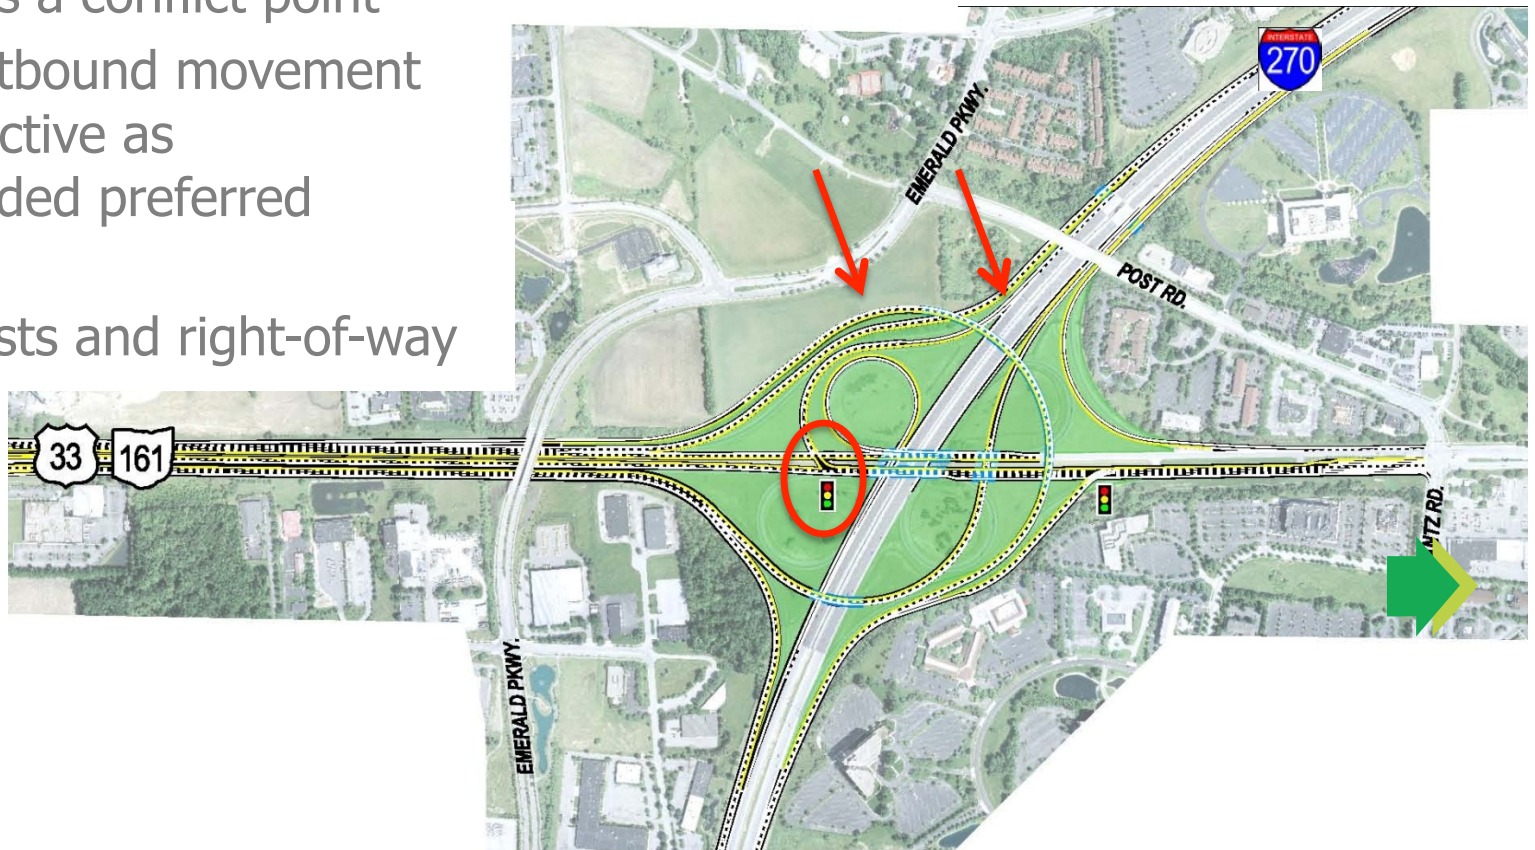 s a conflict point
tbound movement
ctive as
ded preferred
sts and right-of-way
INTERSTATE
270
EMERALD PKWY.
POST RD.
33
161
NTZ RD.
EMERALD PKWY.